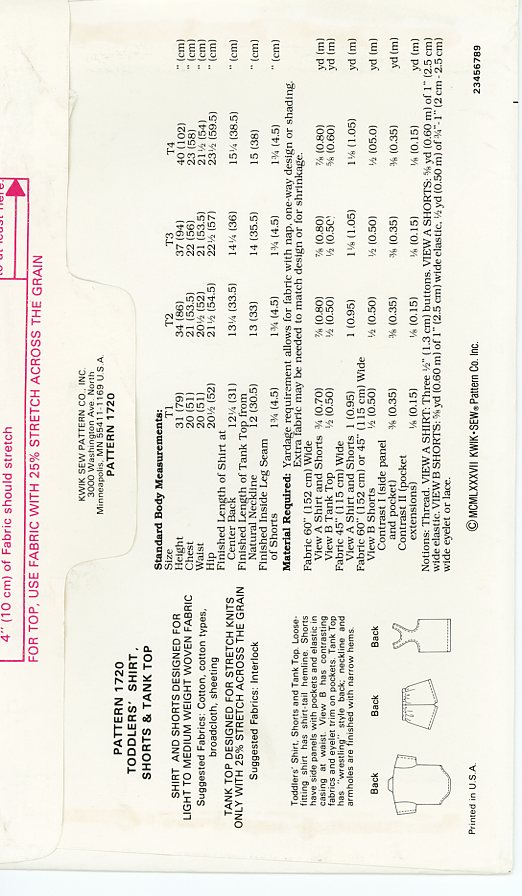 to at least here.
4" (10 cm) of Fabric should stretch
FOR TOP, USE FABRIC WITH 25% STRETCH ACROSS THE GRAIN
KWIK SEW PATTERN CO., INC.
3000 Washington Ave. North
Minneapolis, MN 55411-1169 U.S.A.
PATTERN 1720
PATTERN 1720
TODDLERS' SHIRT,
SHORTS & TANK TOP
SHIRT AND SHORTS DESIGNED FOR
LIGHT TO MEDIUM WEIGHT WOVEN FABRIC
Suggested Fabrics: Cotton, cotton types,
broadcloth, sheeting
TANK TOP DESIGNED FOR STRETCH KNITS
ONLY WITH 25% STRETCH ACROSS THE GRAIN
Suggested Fabrics: Interlock
Toddlers' Shirt, Shorts and Tank Top. Loose-
fitting shirt has shirt-tail hemline. Shorts
have side panels with pockets and elastic in
casing at waist. View B has contrasting
fabrics and eyelet trim on pockets. Tank Top
has "wrestling" style back; neckline and
armholes are finished with narrow hems.
Back Back Back
Printed in U.S.A.
Standard Body Measurements:
Size T1 T2 T3 T4
Height 31 (79) 34 (86) 37 (94) 40 (102) " (cm)
Chest 20 (51) 21 (53.5) 22 (56) 23 (58) " (cm)
Waist 20 (51) 20½ (52) 21 (53.5) 21½ (54) " (cm)
Hip 20½ (52) 21½ (54.5) 22½ (57) 23½ (59.5) " (cm)
Finished Length of Shirt at
Center Back 12¼ (31) 13¼ (33.5) 14¼ (36) 15¼ (38.5) " (cm)
Finished Length of Tank Top from
Natural Neckline 12 (30.5) 13 (33) 14 (35.5) 15 (38) " (cm)
Finished Inside Leg Seam
of Shorts 1¾ (4.5) 1¾ (4.5) 1¾ (4.5) 1¾ (4.5) " (cm)
Material Required: Yardage requirement allows for fabric with nap, one-way design or shading.
Extra fabric may be needed to match design or for shrinkage.
Fabric 60" (152 cm) Wide
View A Shirt and Shorts ¾ (0.70) ⅞ (0.80) ⅞ (0.80) ⅞ (0.80) yd (m)
View B Tank Top ½ (0.50) ½ (0.50) ½ (0.50 ⅝ (0.60) yd (m)
Fabric 45" (115 cm) Wide
View A Shirt and Shorts 1 (0.95) 1 (0.95) 1⅛ (1.05) 1⅛ (1.05) yd (m)
Fabric 60" (152 cm) or 45" (115 cm) Wide
View B Shorts ½ (0.50) ½ (0.50) ½ (0.50) ½ (05.0) yd (m)
Contrast I (side panel
and pocket) ⅜ (0.35) ⅜ (0.35) ⅜ (0.35) ⅜ (0.35) yd (m)
Contrast II (pocket
extensions) ⅛ (0.15) ⅛ (0.15) ⅛ (0.15) ⅛ (0.15) yd (m)
Notions: Thread. VIEW A SHIRT: Three ½" (1.3 cm) buttons. VIEW A SHORTS: ⅝ yd (0.60 m) of 1" (2.5 cm)
wide elastic. VIEW B SHORTS: ⅝ yd (0.60 m) of 1" (2.5 cm) wide elastic, ½ yd (0.50 m) of ¾"- 1" (2 cm - 2.5 cm)
wide eyelet or lace.
© MCMLXXXVII KWIK•SEW® Pattern Co. Inc.
23456789